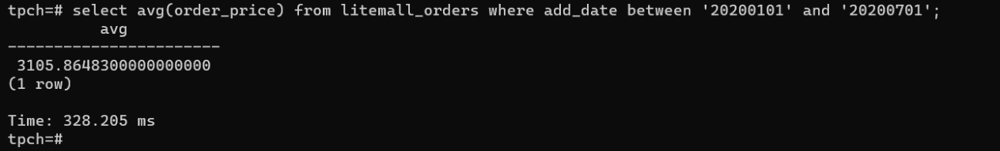 tpch=# select avg(order_price) from litemall_orders where add_date between '20200101' and '20200701';
avg
-----------------------
3105.8648300000000000
(1 row)
Time: 328.205 ms
tpch=#